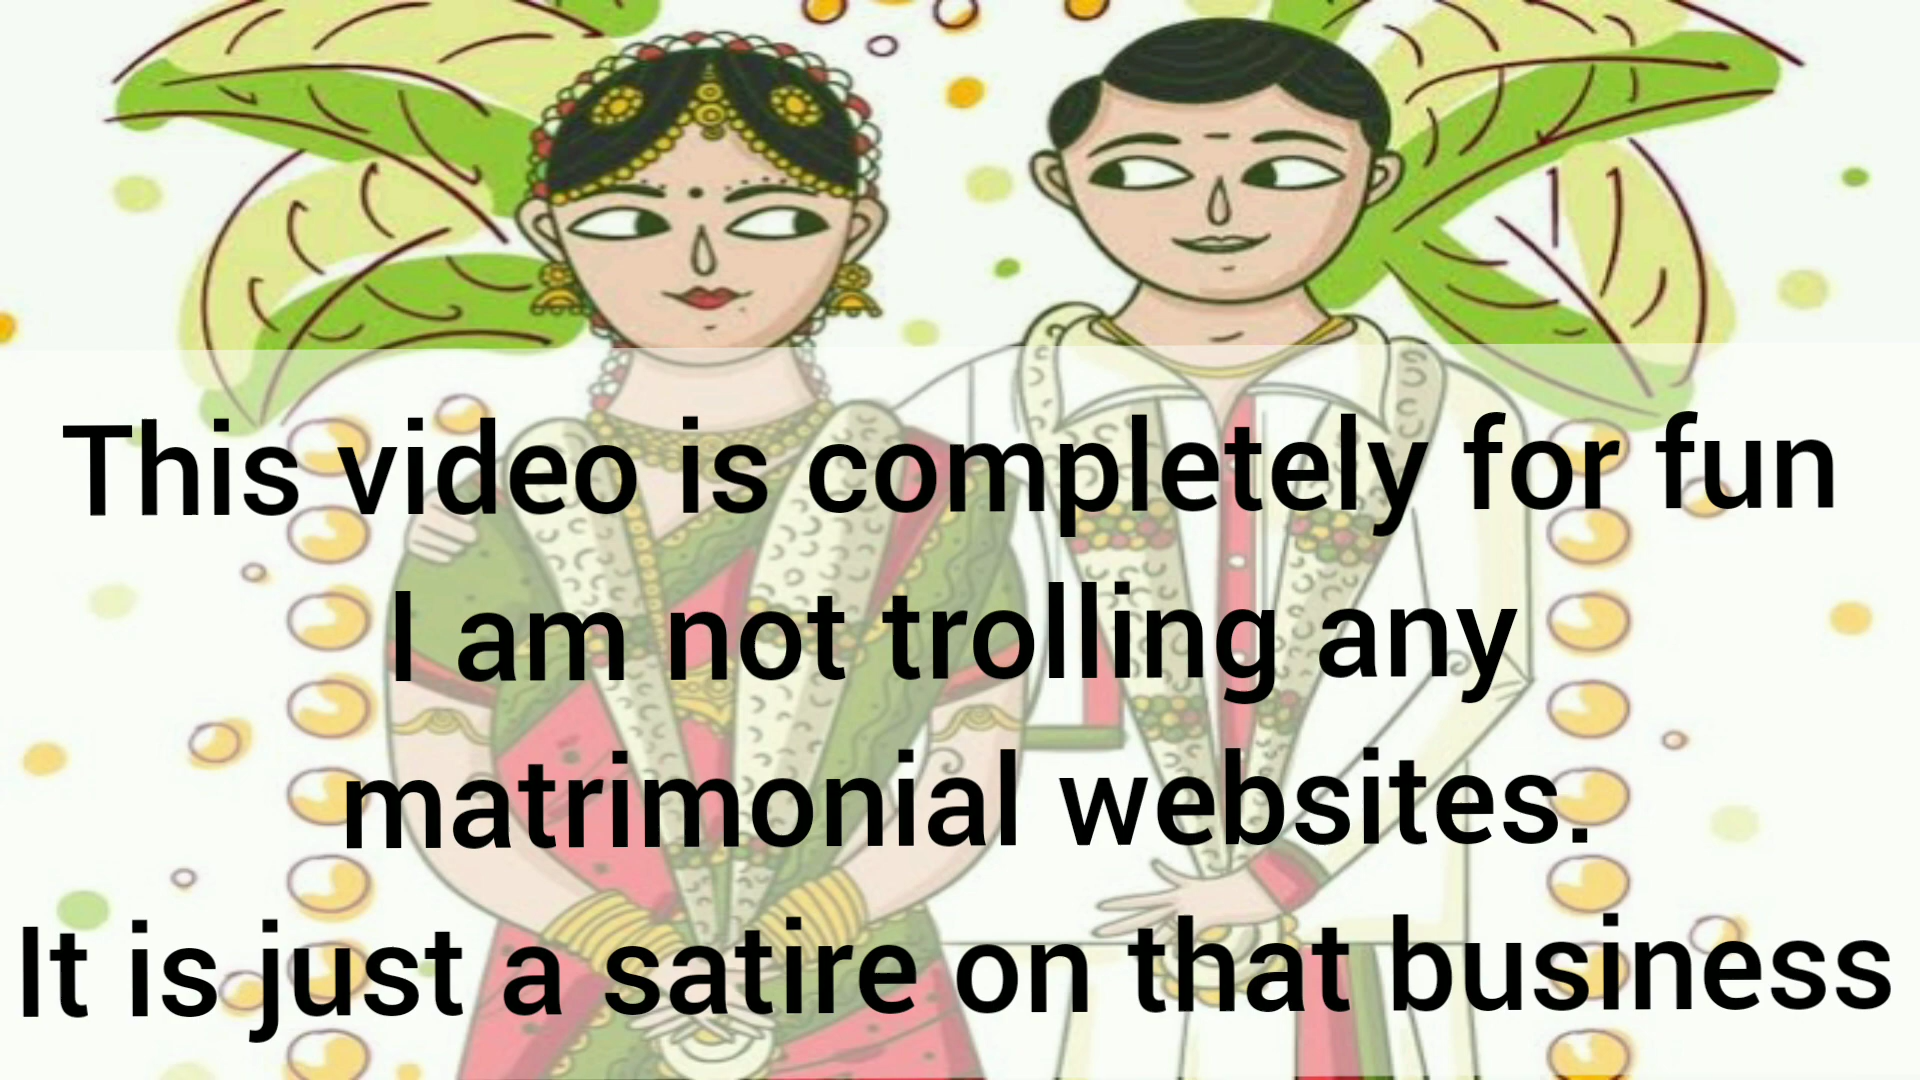 This video is completely for fun
I am not trolling any
matrimonial websites.
It is just a satire on that business